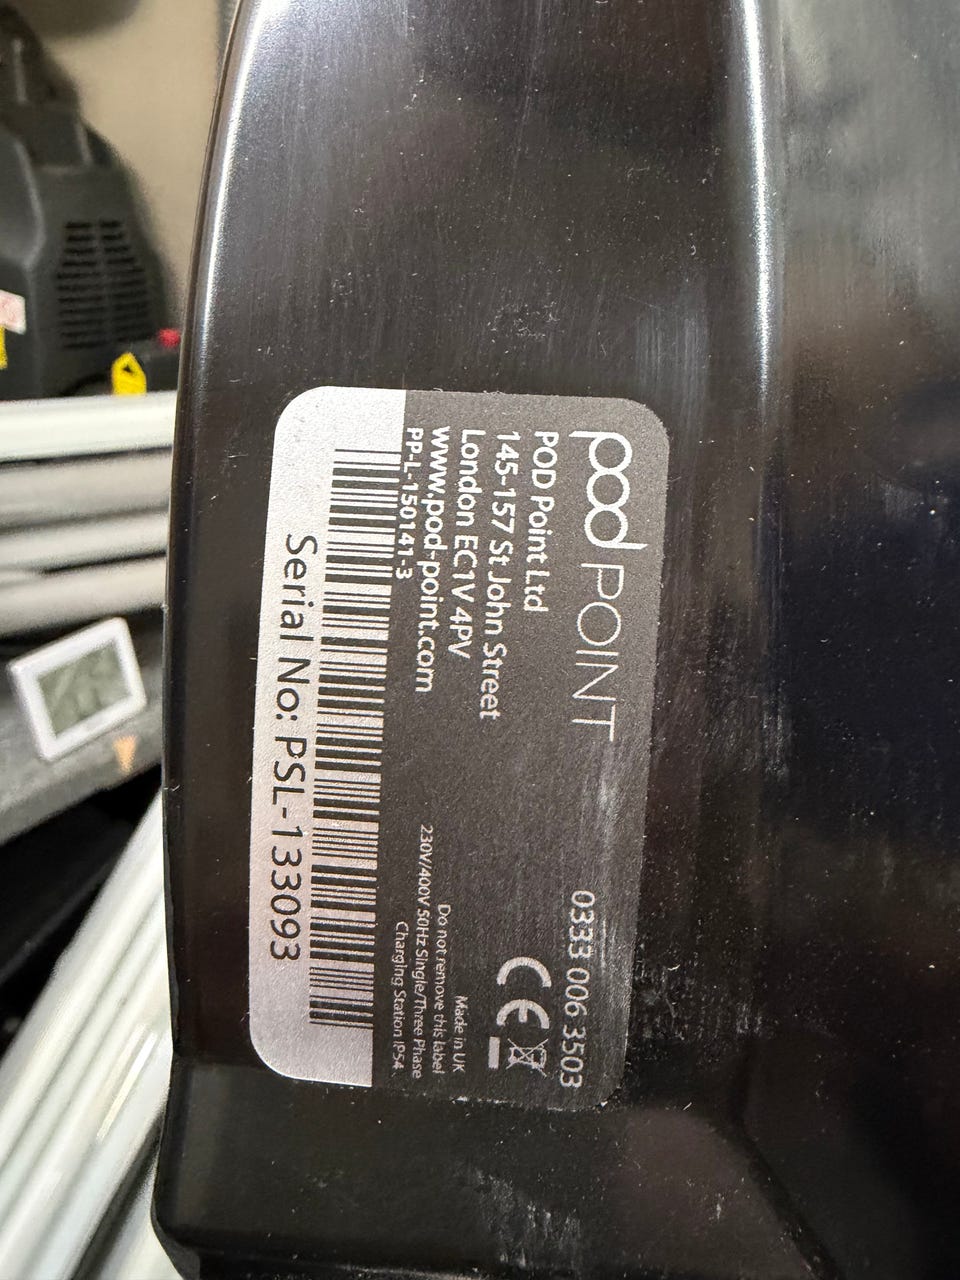 pod POINT
0333 006 3503
POD Point Ltd
145-157 St John Street
London EC1V 4PV
www.pod-point.com
PP-L-150141-3
CE
Made in UK
Do not remove this label
230V/400V 50Hz Single/Three Phase
Charging Station IP54
Serial No: PSL-133093